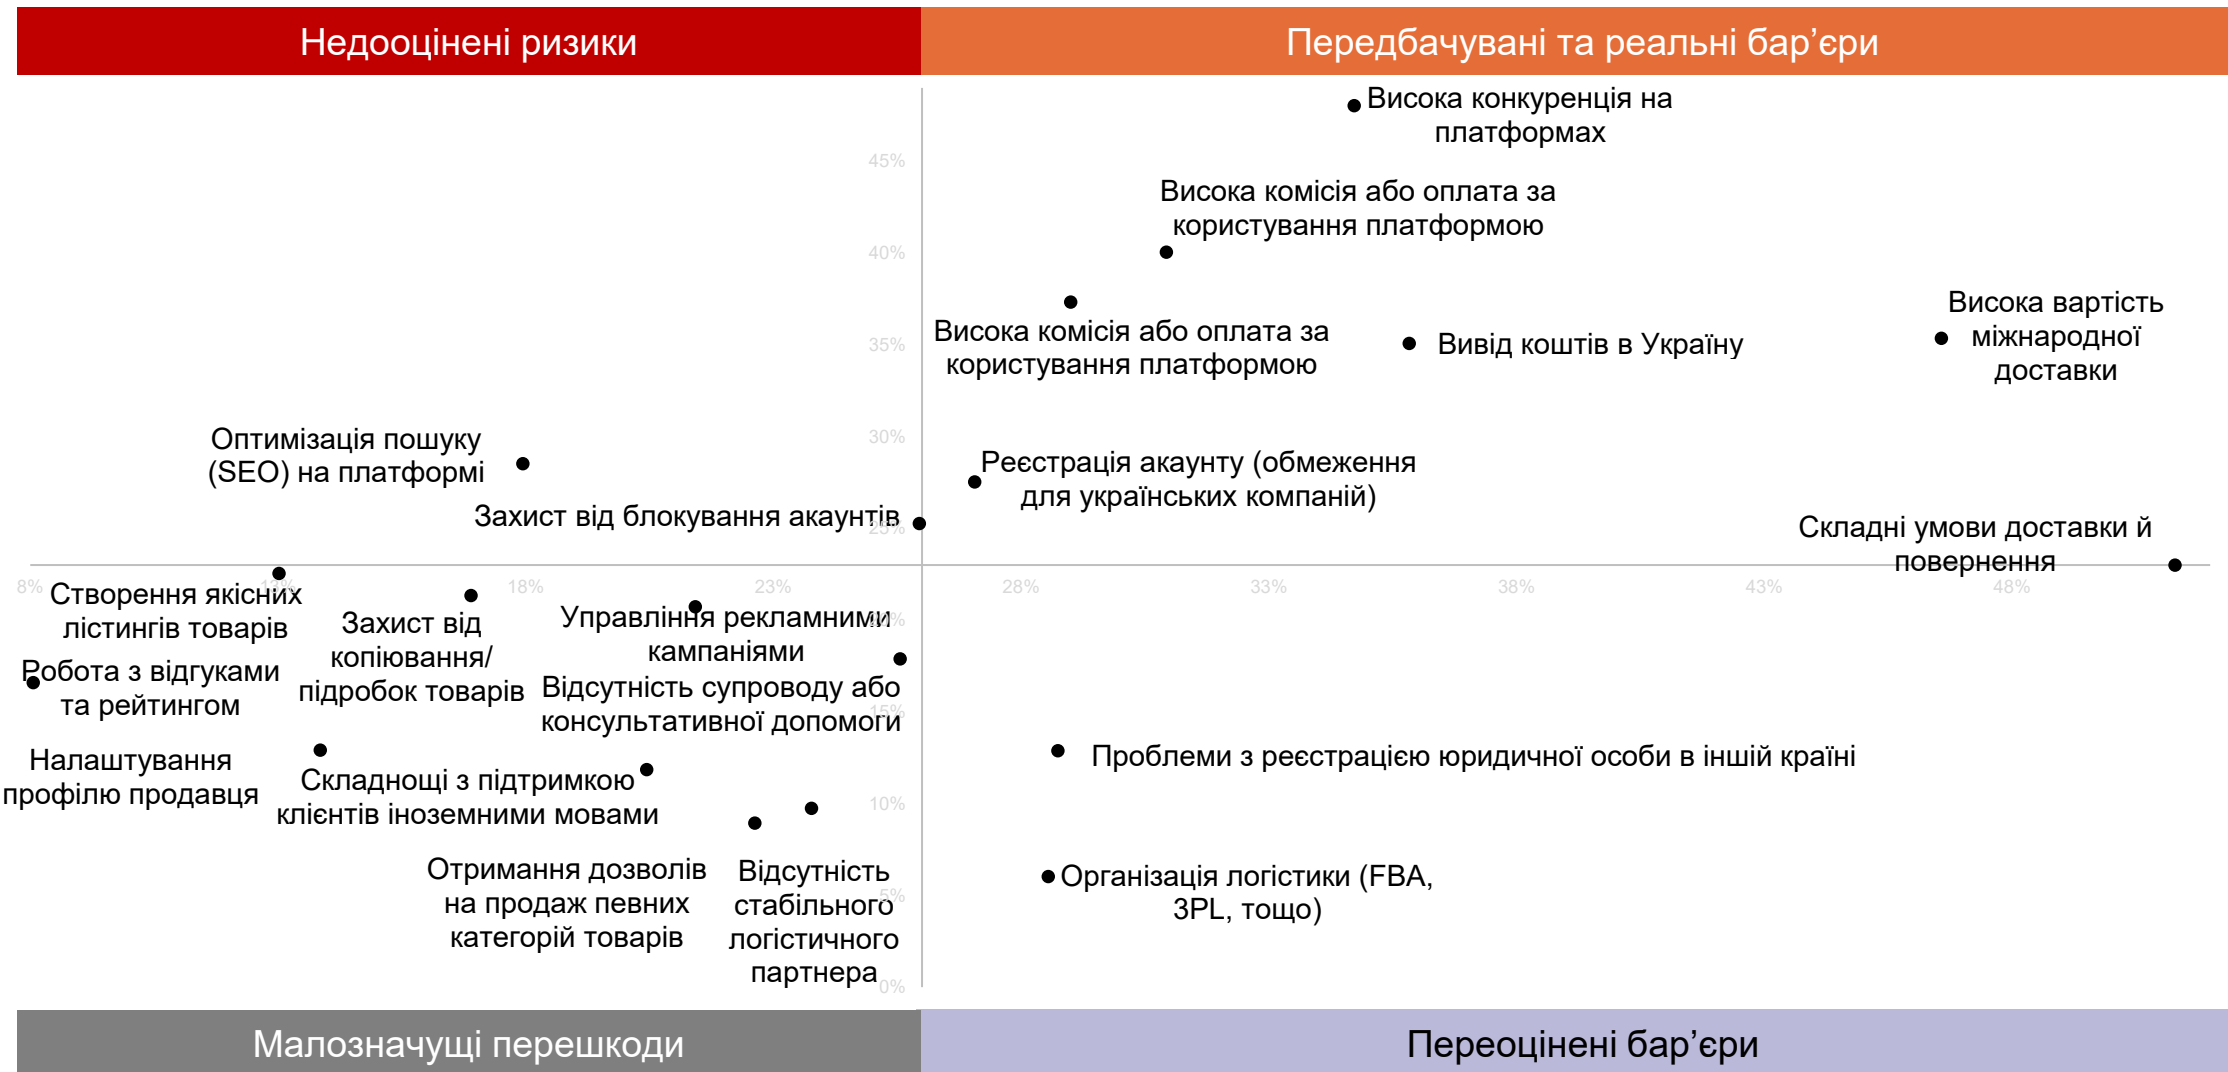 Недооцінені ризики
Передбачувані та реальні бар’єри
Висока конкуренція на
платформах
45%
Висока комісія або оплата за
користування платформою
40%
Висока вартість
міжнародної
доставки
Висока комісія або оплата за
користування платформою
35%
Вивід коштів в Україну
Оптимізація пошуку
(SEO) на платформі
30%
Реєстрація акаунту (обмеження
для українських компаній)
Захист від блокування акаунтів
25%
Складні умови доставки й
повернення
8%
13%
18%
23%
28%
33%
38%
43%
48%
Створення якісних
лістингів товарів
Захист від
копіювання/
підробок товарів
Управління рекламними
кампаніями
20%
Робота з відгуками
та рейтингом
Відсутність супроводу або
консультативної допомоги
15%
Налаштування
профілю продавця
Складнощі з підтримкою
клієнтів іноземними мовами
Проблеми з реєстрацією юридичної особи в іншій країні
10%
Отримання дозволів
на продаж певних
категорій товарів
Відсутність
стабільного
логістичного
партнера
5%
Організація логістики (FBA,
3PL, тощо)
0%
Малозначущі перешкоди
Переоцінені бар’єри